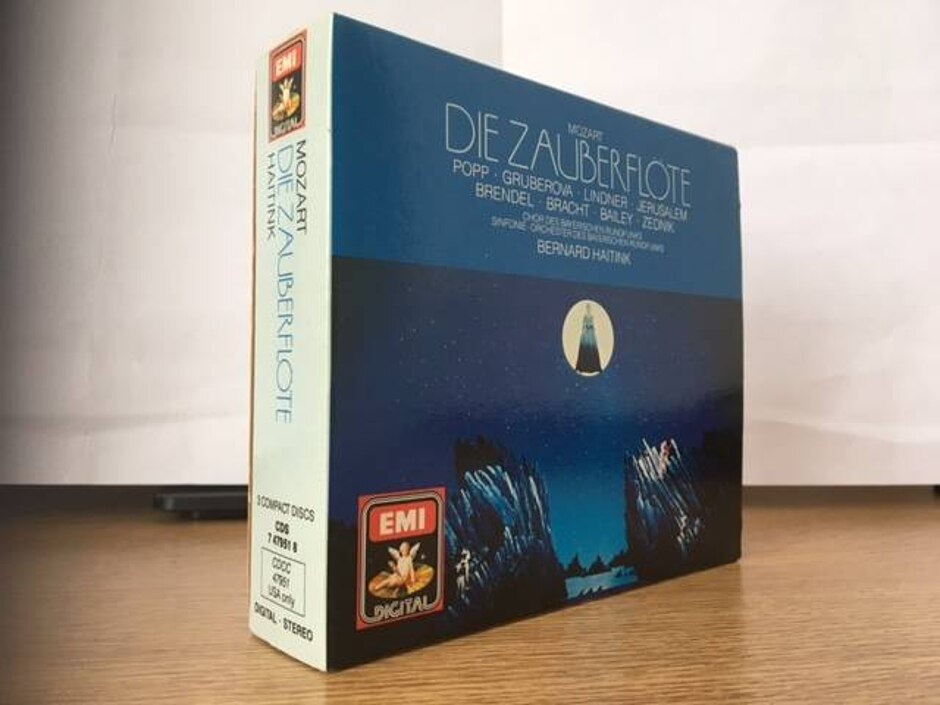 EMI
DIGITAL
MOZART
DIE ZAUBERFLÖTE
HAITINK
3 COMPACT DISCS
CDS
7 47951 8
CDCC
47951
USA only
DIGITAL · STEREO
MOZART
DIE ZAUBERFLÖTE
POPP · GRUBEROVA · LINDNER · JERUSALEM
BRENDEL · BRACHT · BAILEY · ZEDNIK
CHOR DES BAYERISCHEN RUNDFUNKS
SINFONIE-ORCHESTER DES BAYERISCHEN RUNDFUNKS
BERNARD HAITINK
EMI
DIGITAL